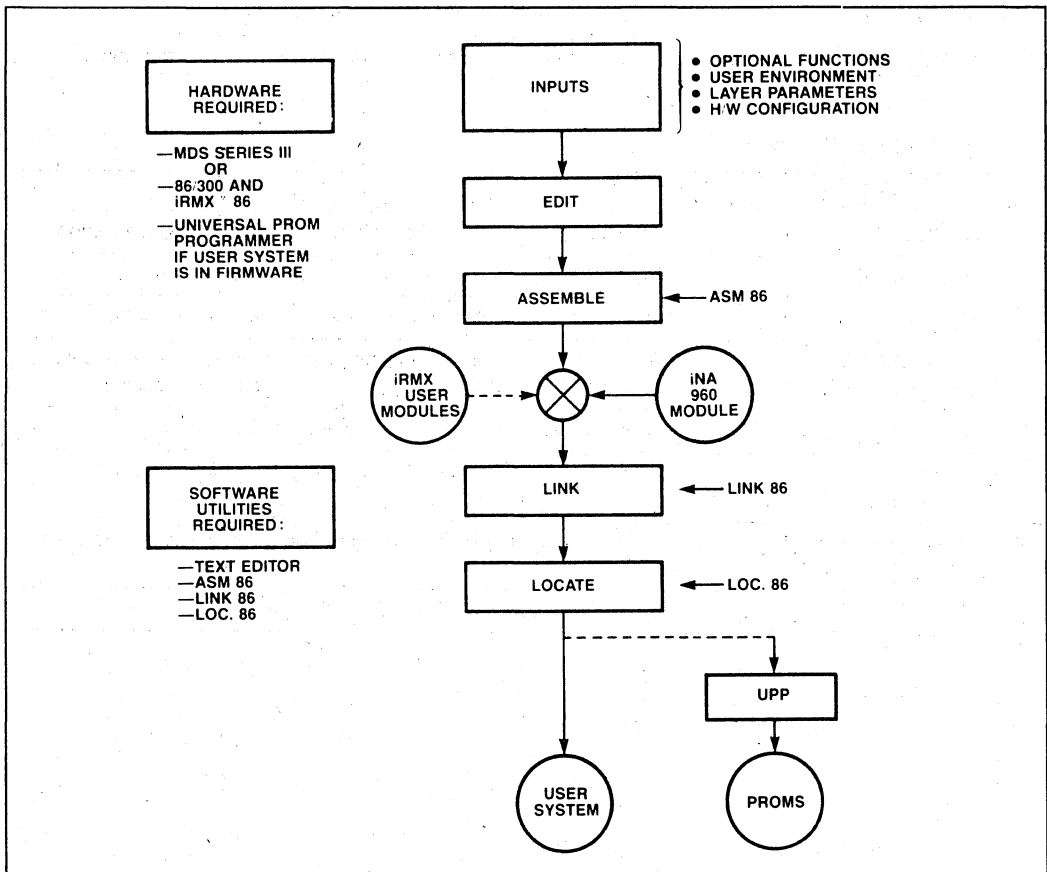 HARDWARE
REQUIRED:
—MDS SERIES III
OR
—86/300 AND
iRMX™ 86
—UNIVERSAL PROM
PROGRAMMER
IF USER SYSTEM
IS IN FIRMWARE
INPUTS
● OPTIONAL FUNCTIONS
● USER ENVIRONMENT
● LAYER PARAMETERS
● H/W CONFIGURATION
EDIT
ASSEMBLE
ASM 86
iRMX
USER
MODULES
iNA
960
MODULE
SOFTWARE
UTILITIES
REQUIRED:
—TEXT EDITOR
—ASM 86
—LINK 86
—LOC. 86
LINK
LINK 86
LOCATE
LOC. 86
UPP
USER
SYSTEM
PROMS